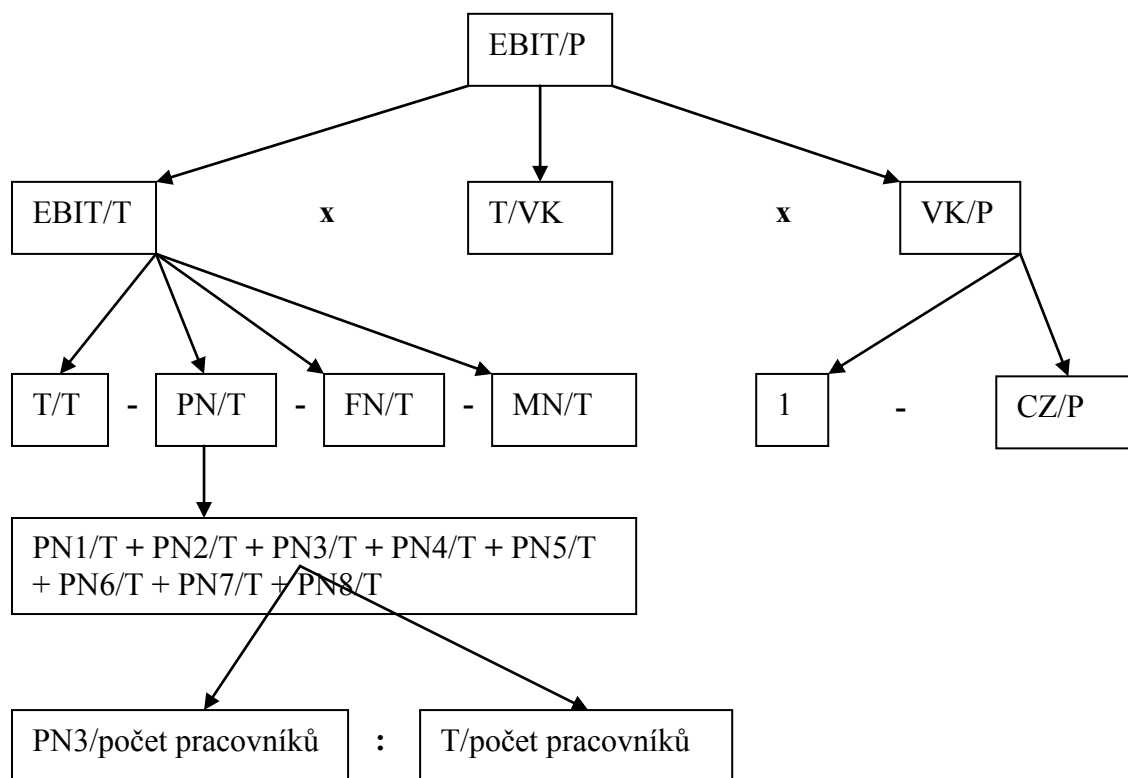 EBIT/P
EBIT/T x T/VK x VK/P
T/T - PN/T - FN/T - MN/T 1 - CZ/P
PN1/T + PN2/T + PN3/T + PN4/T + PN5/T
+ PN6/T + PN7/T + PN8/T
PN3/počet pracovníků : T/počet pracovníků